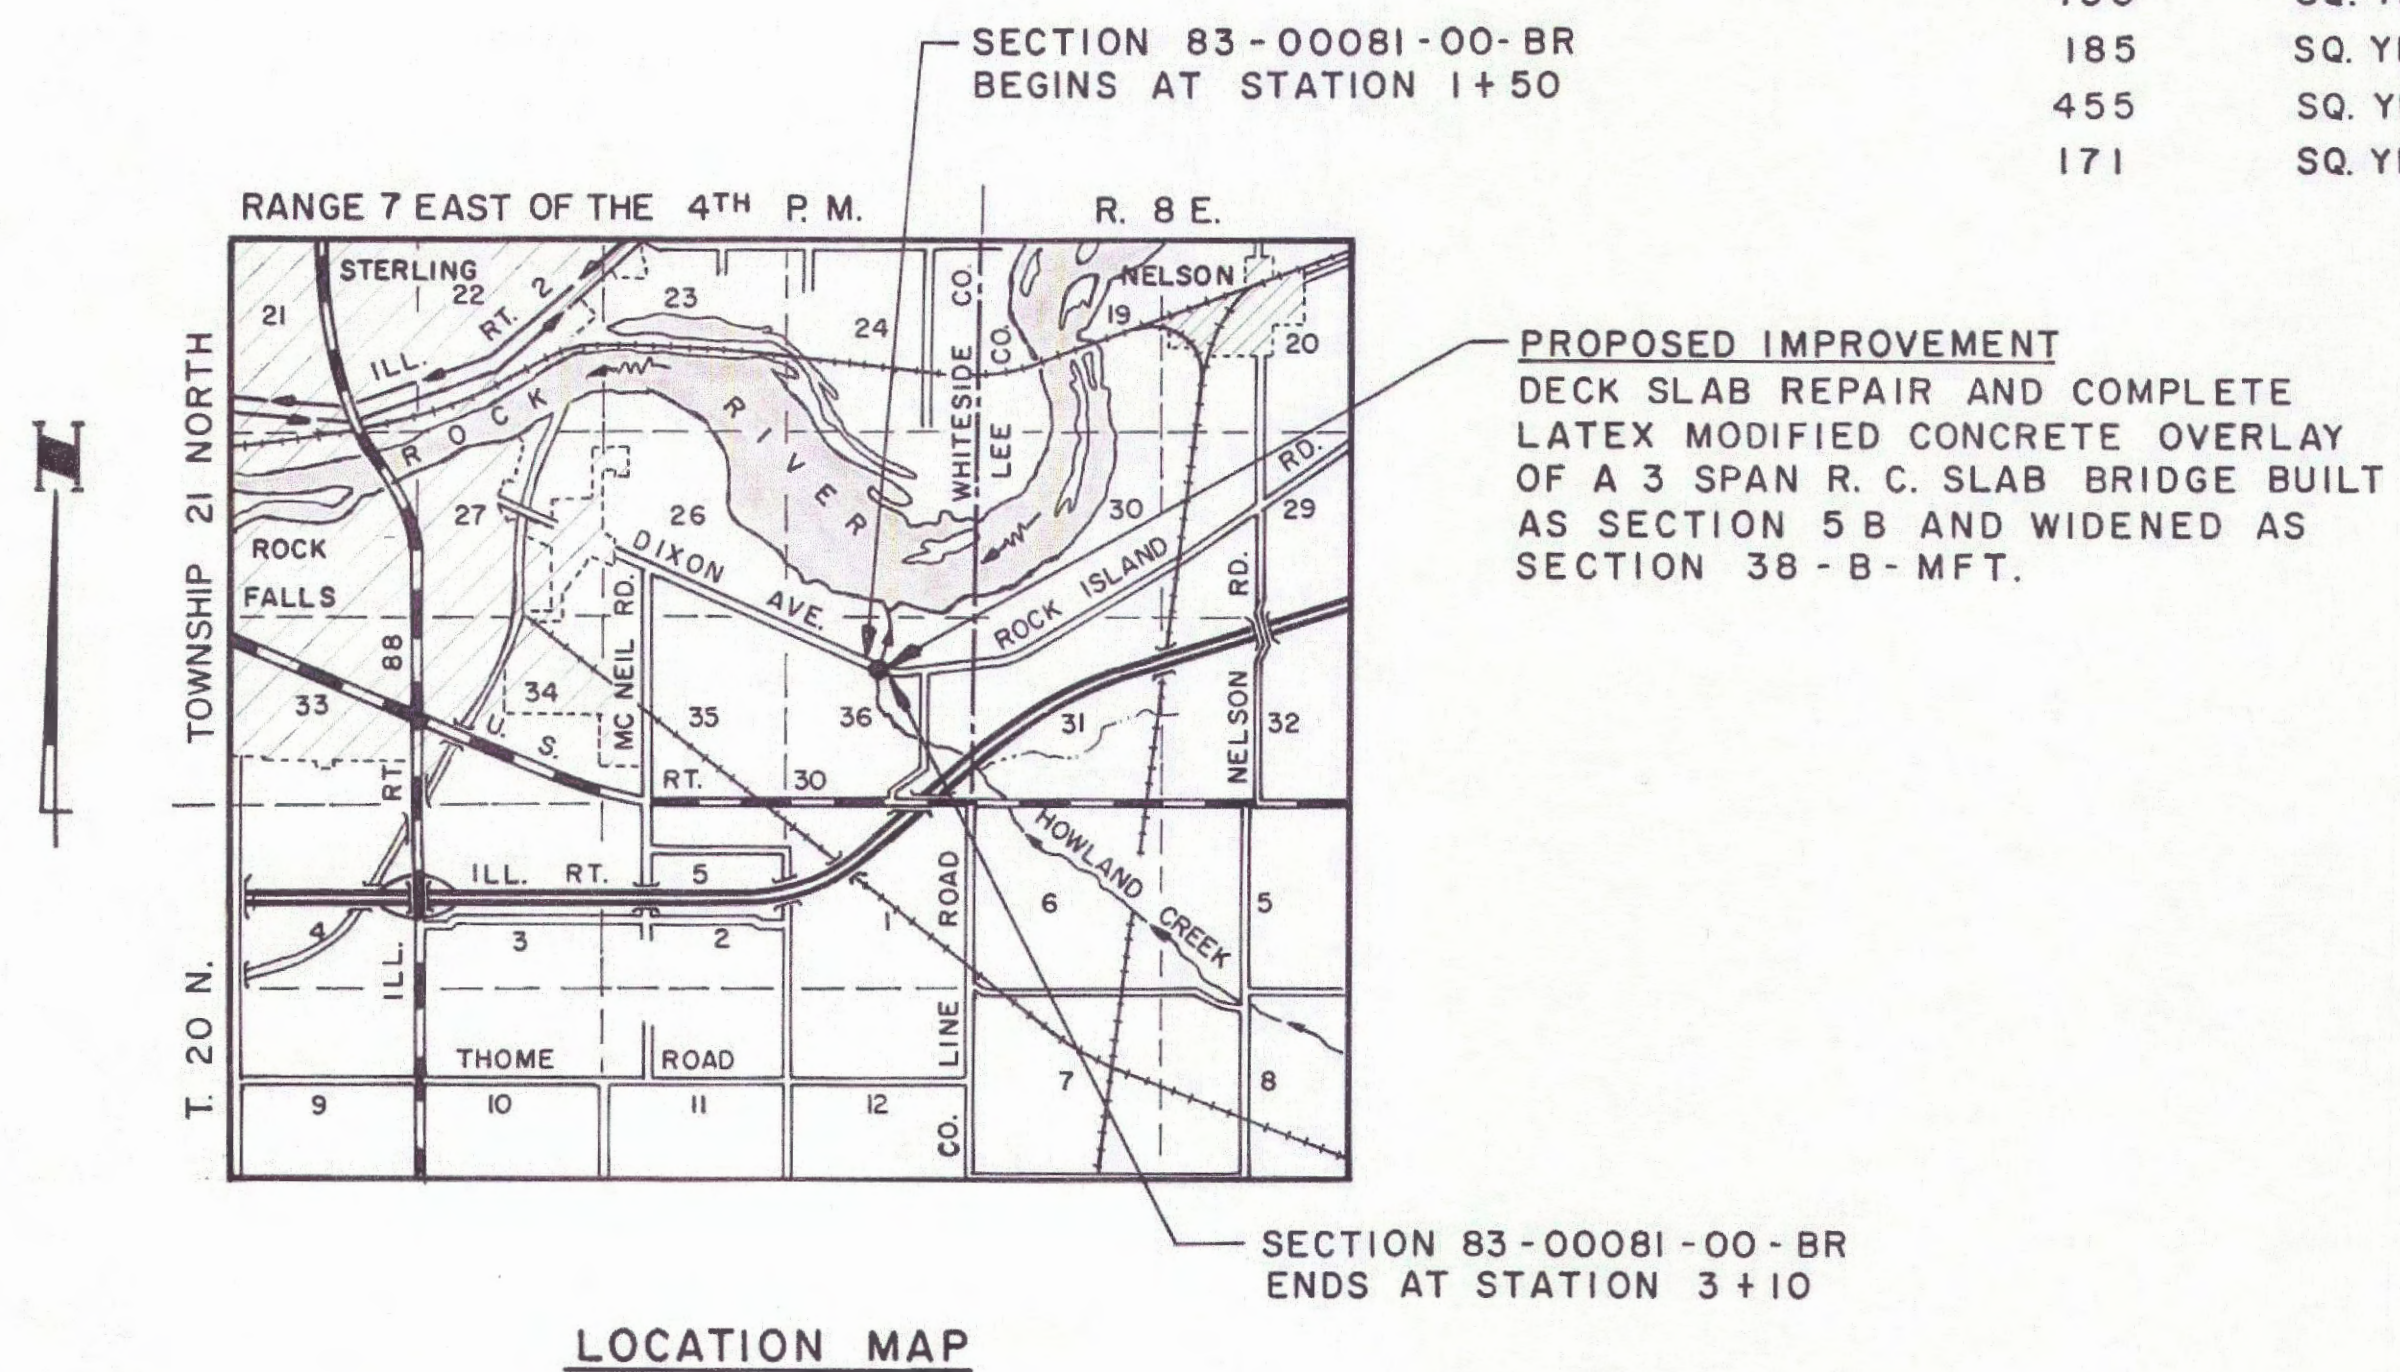 SECTION 83-00081-00-BR
BEGINS AT STATION 1+50
185 SQ. Y
455 SQ. Y
171 SQ. Y
RANGE 7 EAST OF THE 4TH P. M.
R. 8 E.
TOWNSHIP 21 NORTH
T. 20 N.
N
STERLING
21
22
ILL. RT. 2
23
24
WHITESIDE CO.
LEE CO.
NELSON
19
20
ROCK RIVER
27
26
30
29
ROCK
FALLS
DIXON AVE.
ROCK ISLAND RD.
NELSON RD.
MC NEIL RD.
33
34
35
36
31
32
U. S. RT. 30
ILL. RT. 88
HOWLAND CREEK
ILL. RT. 5
4
3
2
1
6
5
CO. LINE ROAD
THOME ROAD
9
10
11
12
7
8
PROPOSED IMPROVEMENT
DECK SLAB REPAIR AND COMPLETE
LATEX MODIFIED CONCRETE OVERLAY
OF A 3 SPAN R. C. SLAB BRIDGE BUILT
AS SECTION 5 B AND WIDENED AS
SECTION 38-B-MFT.
SECTION 83-00081-00-BR
ENDS AT STATION 3+10
LOCATION MAP